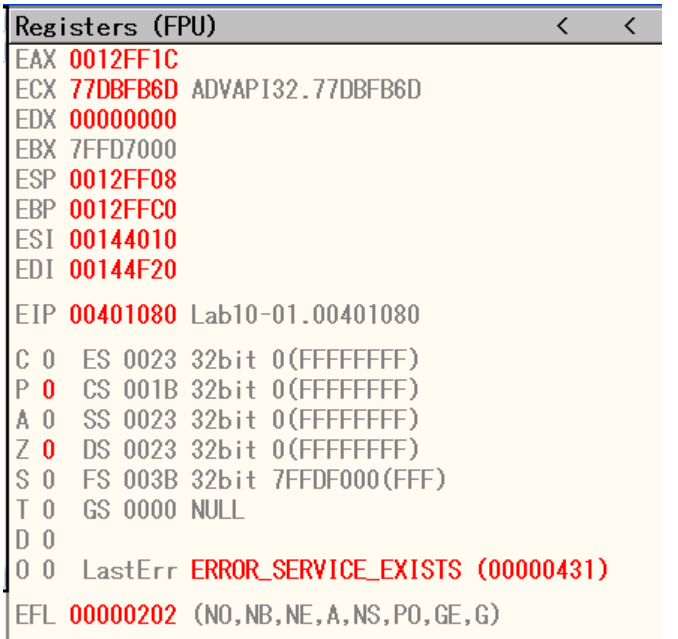 Registers (FPU) < <
EAX 0012FF1C
ECX 77DBFB6D ADVAPI32.77DBFB6D
EDX 00000000
EBX 7FFD7000
ESP 0012FF08
EBP 0012FFC0
ESI 00144010
EDI 00144F20
EIP 00401080 Lab10-01.00401080
C 0 ES 0023 32bit 0(FFFFFFFF)
P 0 CS 001B 32bit 0(FFFFFFFF)
A 0 SS 0023 32bit 0(FFFFFFFF)
Z 0 DS 0023 32bit 0(FFFFFFFF)
S 0 FS 003B 32bit 7FFDF000(FFF)
T 0 GS 0000 NULL
D 0
O 0 LastErr ERROR_SERVICE_EXISTS (00000431)
EFL 00000202 (NO,NB,NE,A,NS,PO,GE,G)